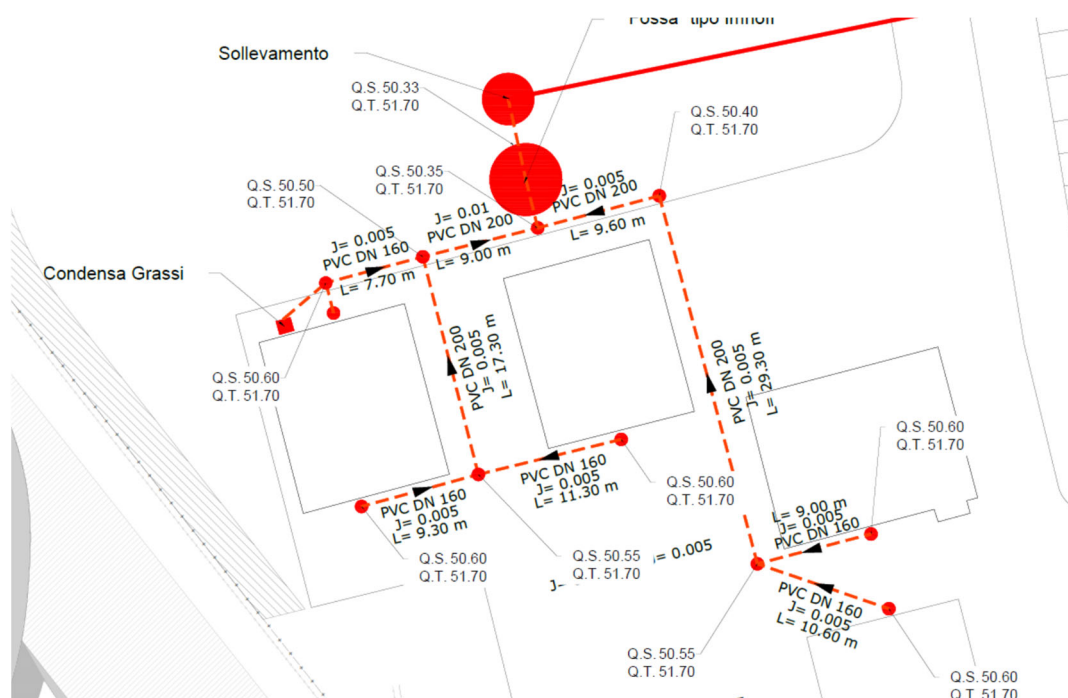 Fossa "tipo Imhoff"
Sollevamento
Q.S. 50.33
Q.T. 51.70
Q.S. 50.40
Q.T. 51.70
Q.S. 50.35
Q.T. 51.70
Q.S. 50.50
Q.T. 51.70
J= 0.005
PVC DN 200
L= 9.60 m
J= 0.01
PVC DN 200
L= 9.00 m
J= 0.005
PVC DN 160
L= 7.70 m
Condensa Grassi
Q.S. 50.60
Q.T. 51.70
PVC DN 200
J= 0.005
L= 17.30 m
PVC DN 200
J= 0.005
L= 29.30 m
Q.S. 50.60
Q.T. 51.70
PVC DN 160
J= 0.005
L= 11.30 m
Q.S. 50.60
Q.T. 51.70
PVC DN 160
J= 0.005
L= 9.30 m
L= 9.00 m
J= 0.005
PVC DN 160
Q.S. 50.60
Q.T. 51.70
Q.S. 50.55
Q.T. 51.70
J= 0.005
J=
PVC DN 160
J= 0.005
L= 10.60 m
Q.S. 50.55
Q.T. 51.70
Q.S. 50.60
Q.T. 51.70